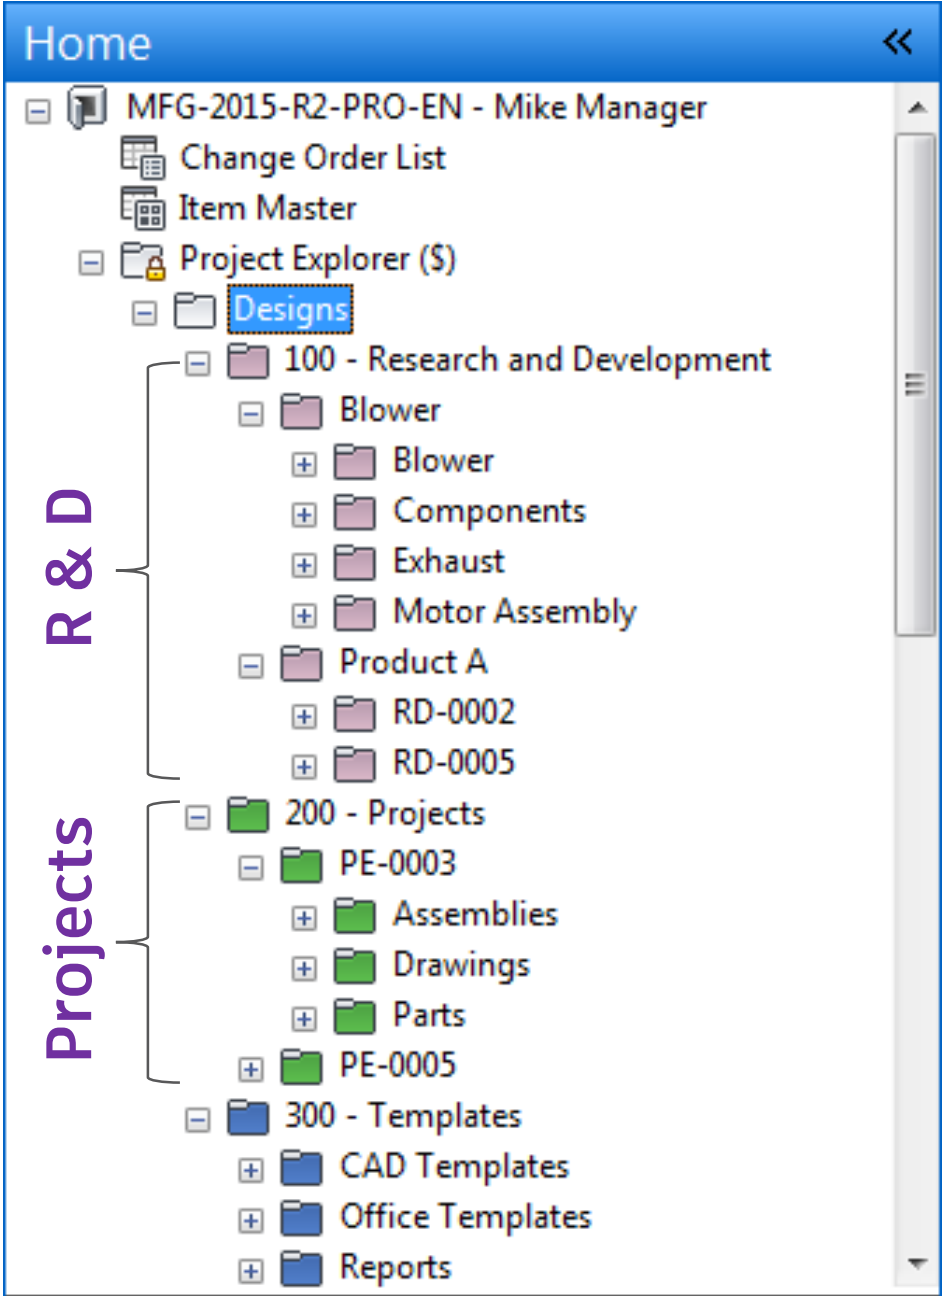 Home
MFG-2015-R2-PRO-EN - Mike Manager
Change Order List
Item Master
Project Explorer ($)
Designs
100 - Research and Development
Blower
Blower
Components
Exhaust
Motor Assembly
Product A
RD-0002
RD-0005
R & D
200 - Projects
PE-0003
Assemblies
Drawings
Parts
PE-0005
Projects
300 - Templates
CAD Templates
Office Templates
Reports